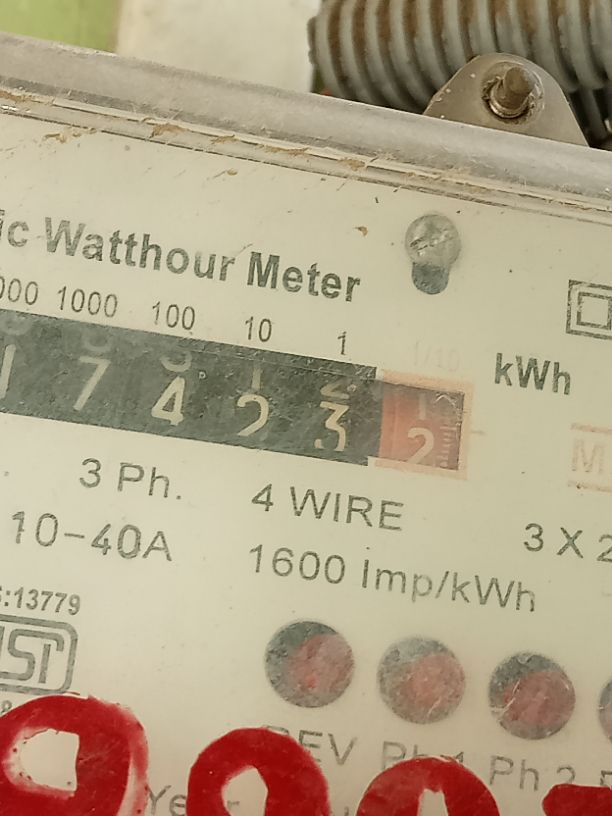 ic Watthour Meter
000 1000 100 10 1 1/10
1 7 4 2 3 2 kWh
3 Ph. 4 WIRE
10-40A 1600 Imp/kWh 3 X 2
S:13779
REV Ph 1 Ph 2